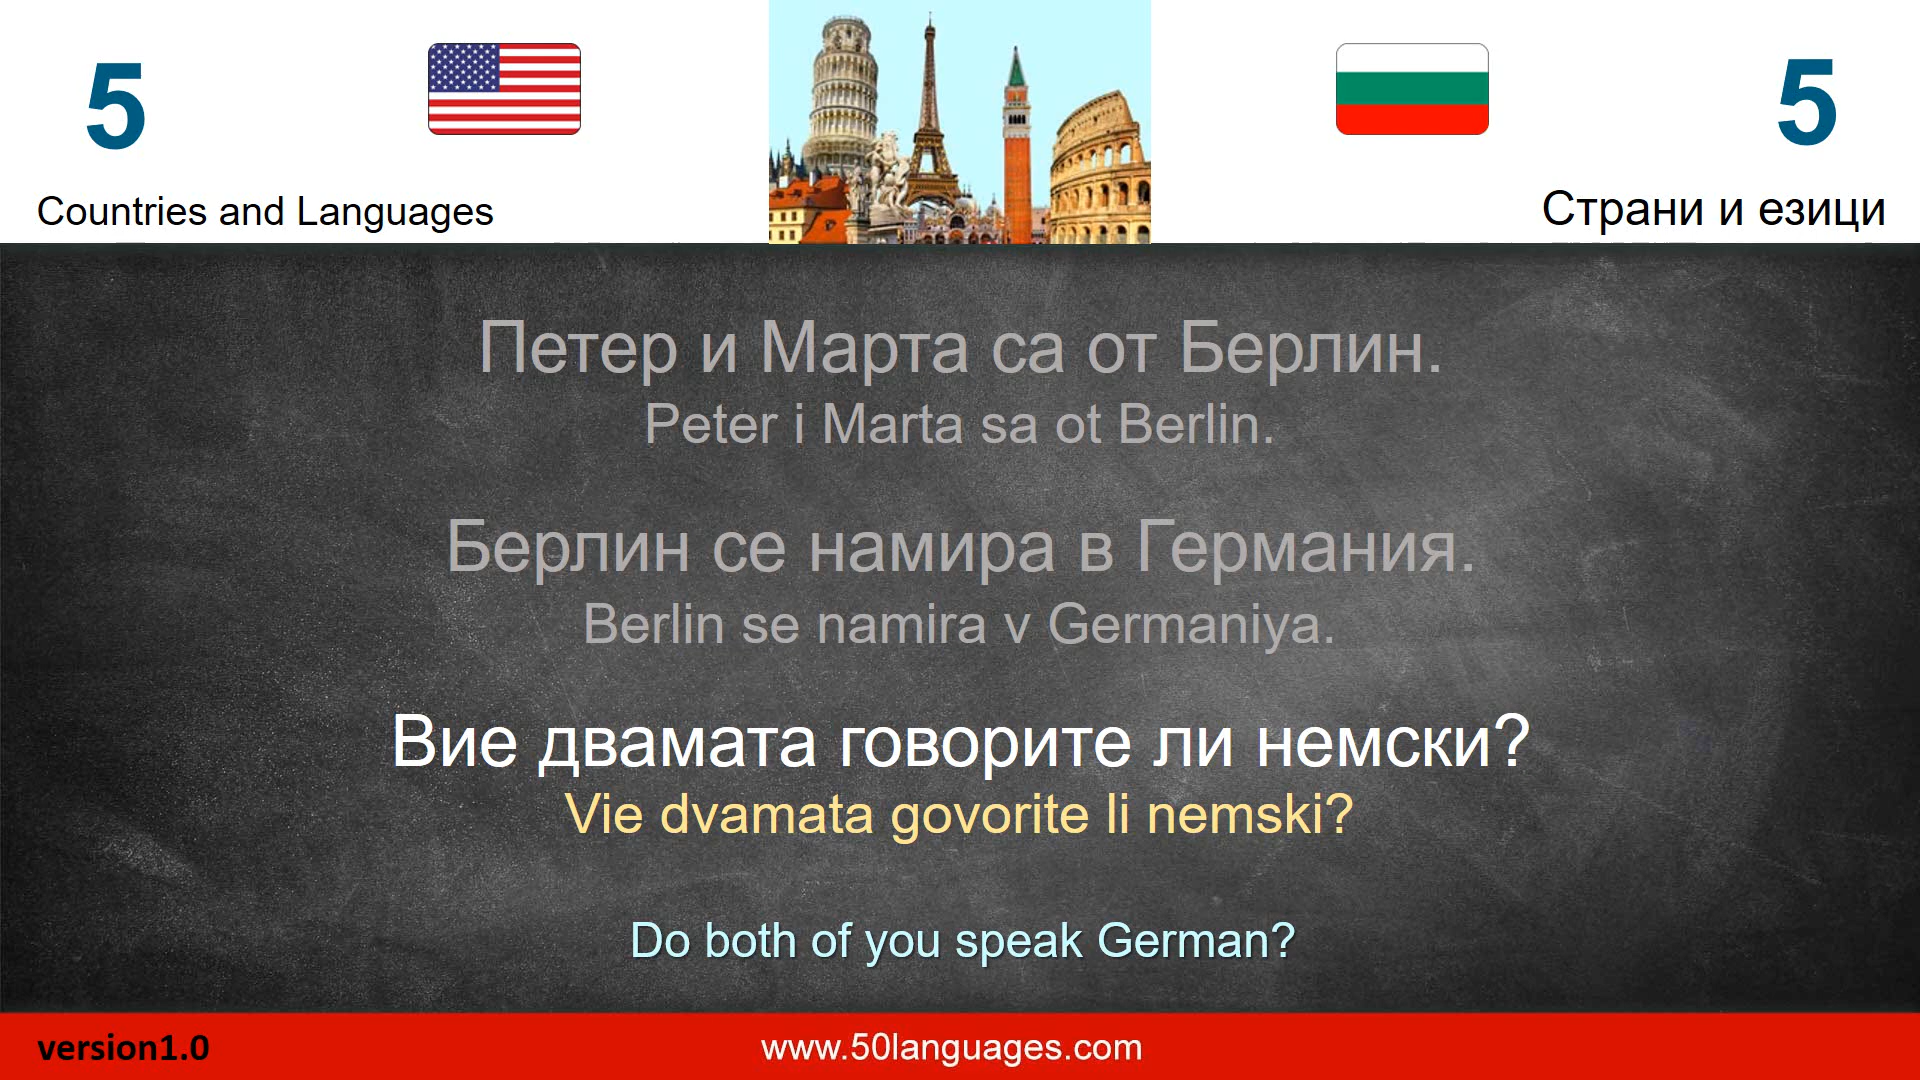 5
5
Countries and Languages
Страни и езици
Петер и Марта са от Берлин.
Peter i Marta sa ot Berlin.
Берлин се намира в Германия.
Berlin se namira v Germaniya.
Вие двамата говорите ли немски?
Vie dvamata govorite li nemski?
Do both of you speak German?
version1.0
www.50languages.com